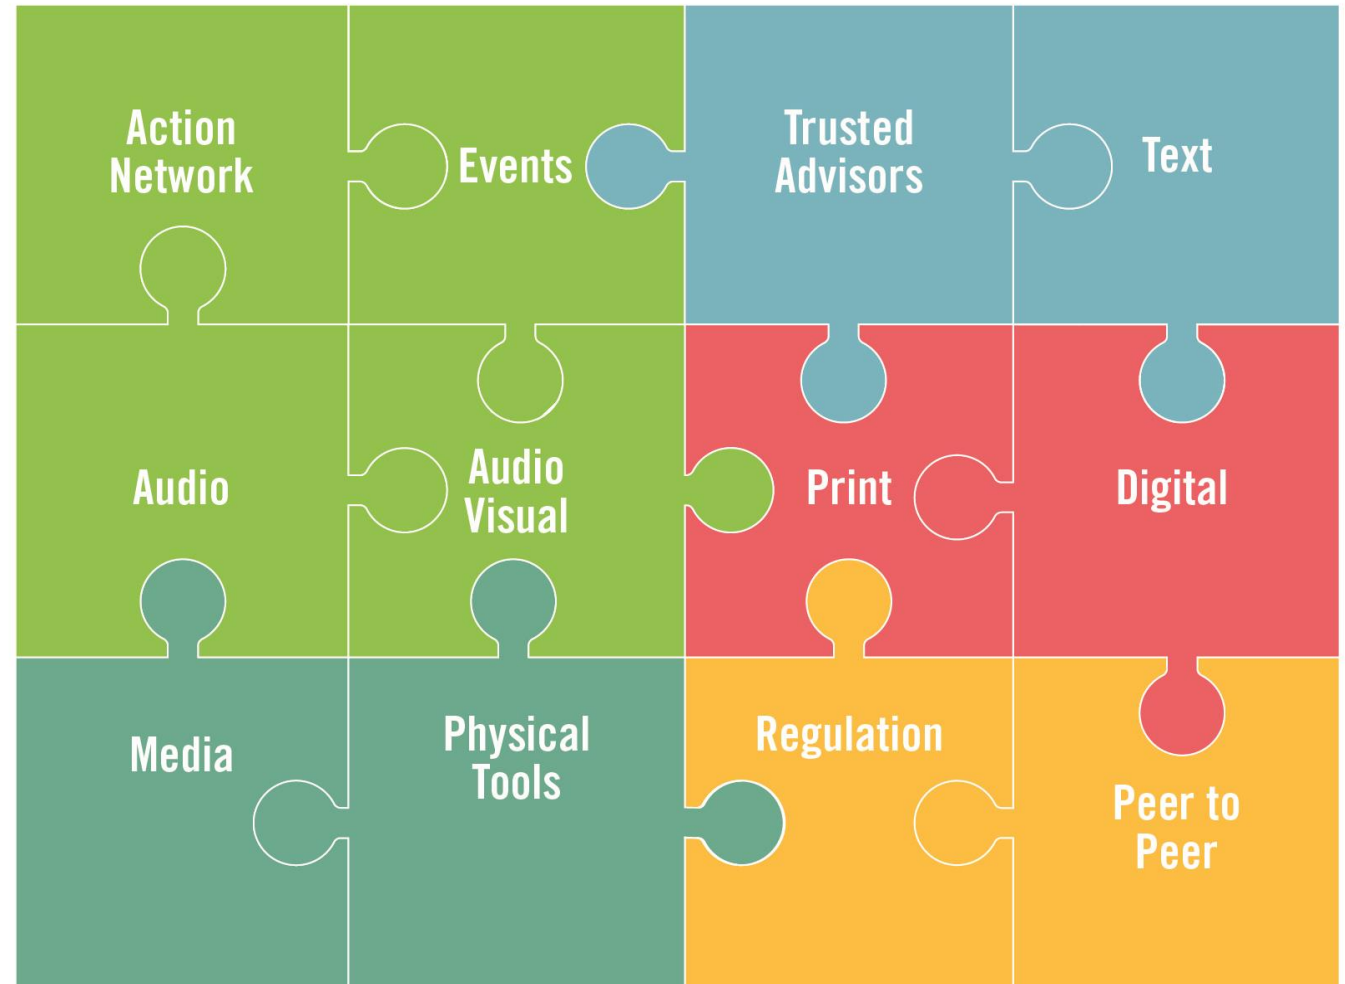 Action
Network
Events
Trusted
Advisors
Text
Audio
Audio
Visual
Print
Digital
Media
Physical
Tools
Regulation
Peer to
Peer